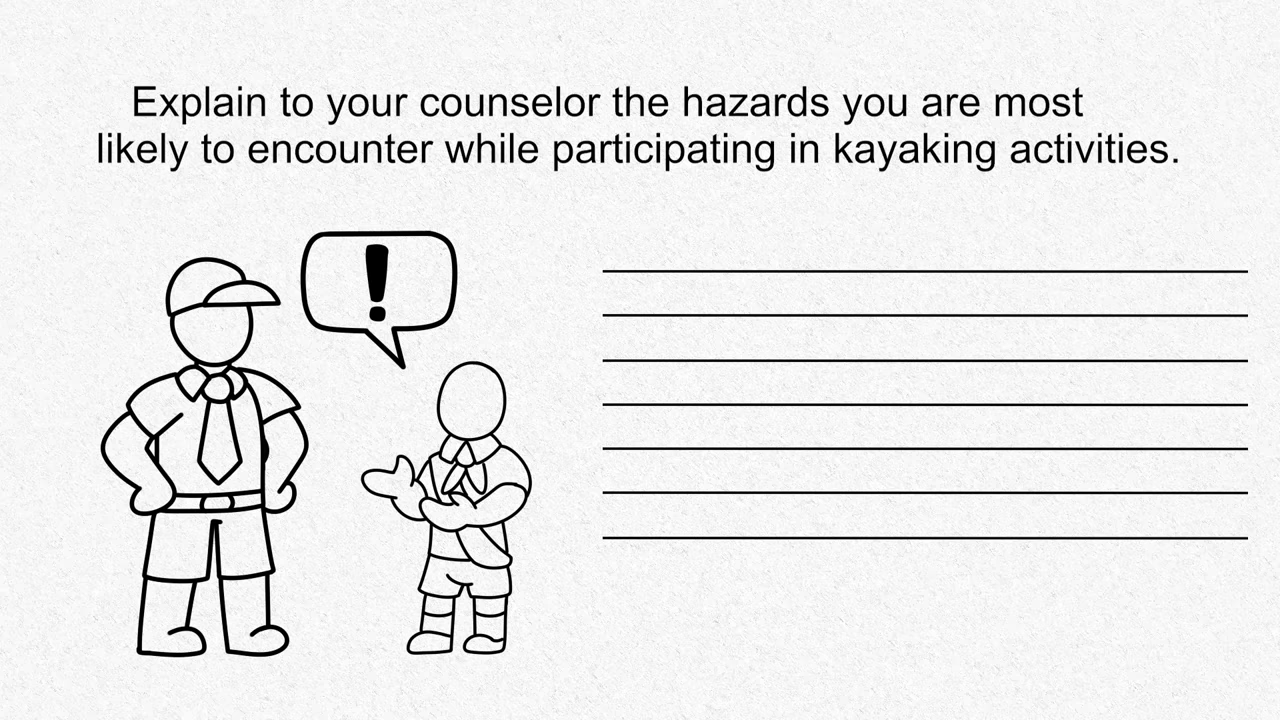 Explain to your counselor the hazards you are most
likely to encounter while participating in kayaking activities.
!